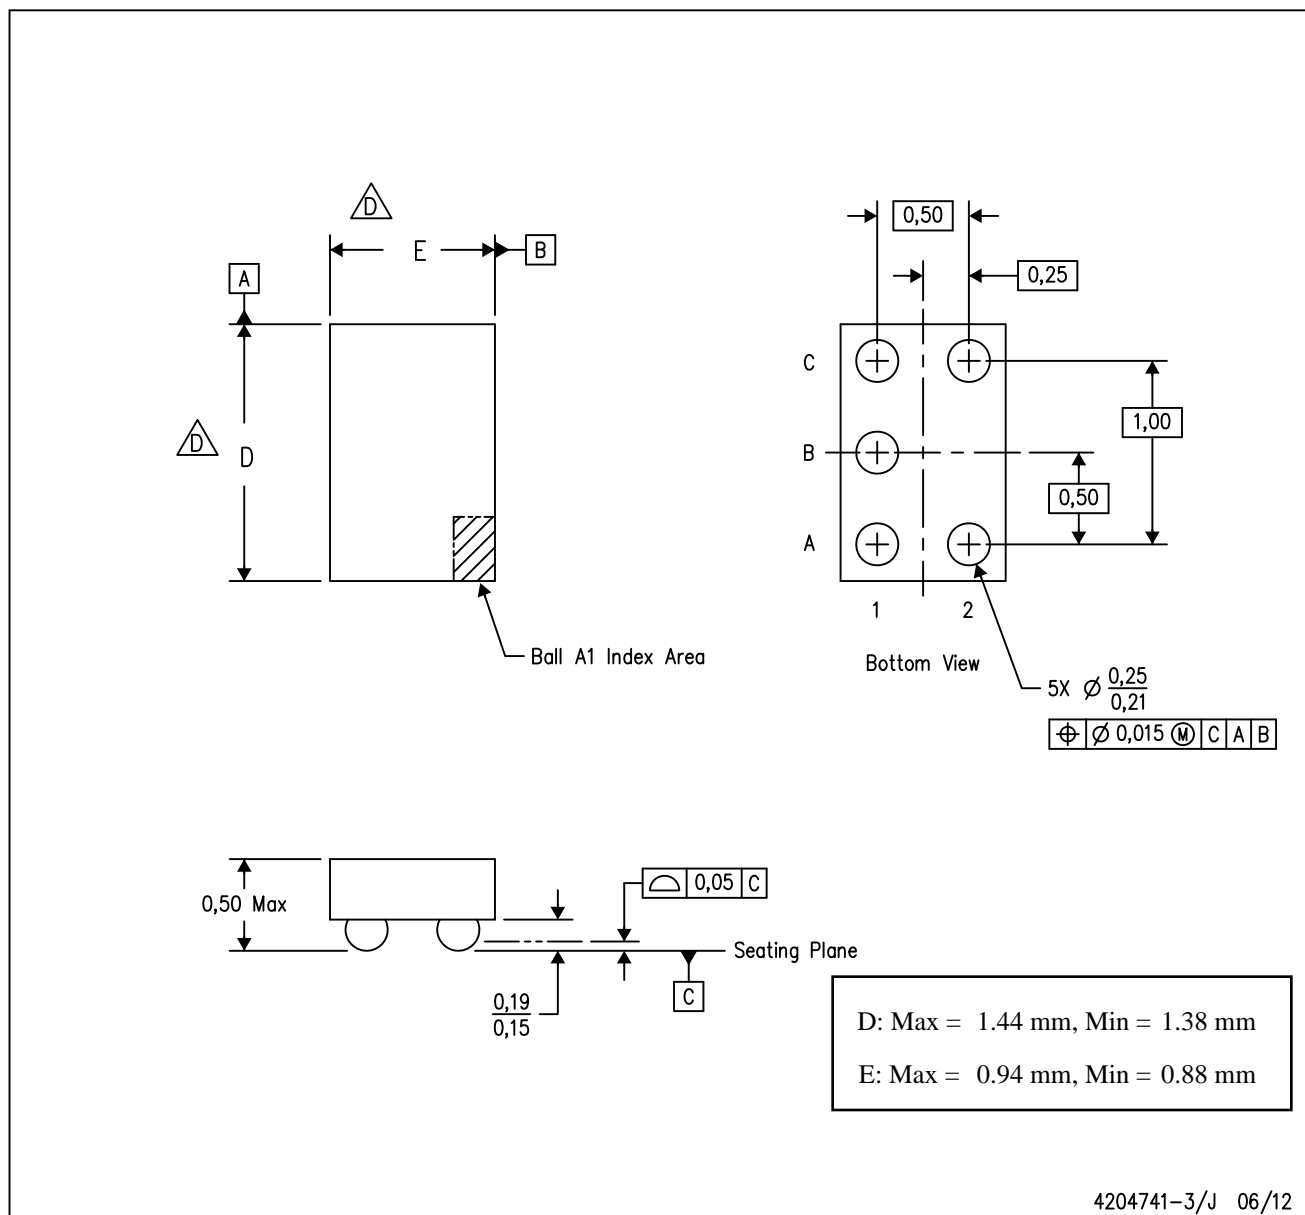 D
E
B
A
D
D
Ball A1 Index Area
0,50
0,25
C
B
A
1,00
0,50
1
2
Bottom View
5X Ø 0,25
0,21
⌖ Ø 0,015 Ⓜ C A B
0,50 Max
⌓ 0,05 C
Seating Plane
C
0,19
0,15
D: Max = 1.44 mm, Min = 1.38 mm
E: Max = 0.94 mm, Min = 0.88 mm
4204741-3/J 06/12